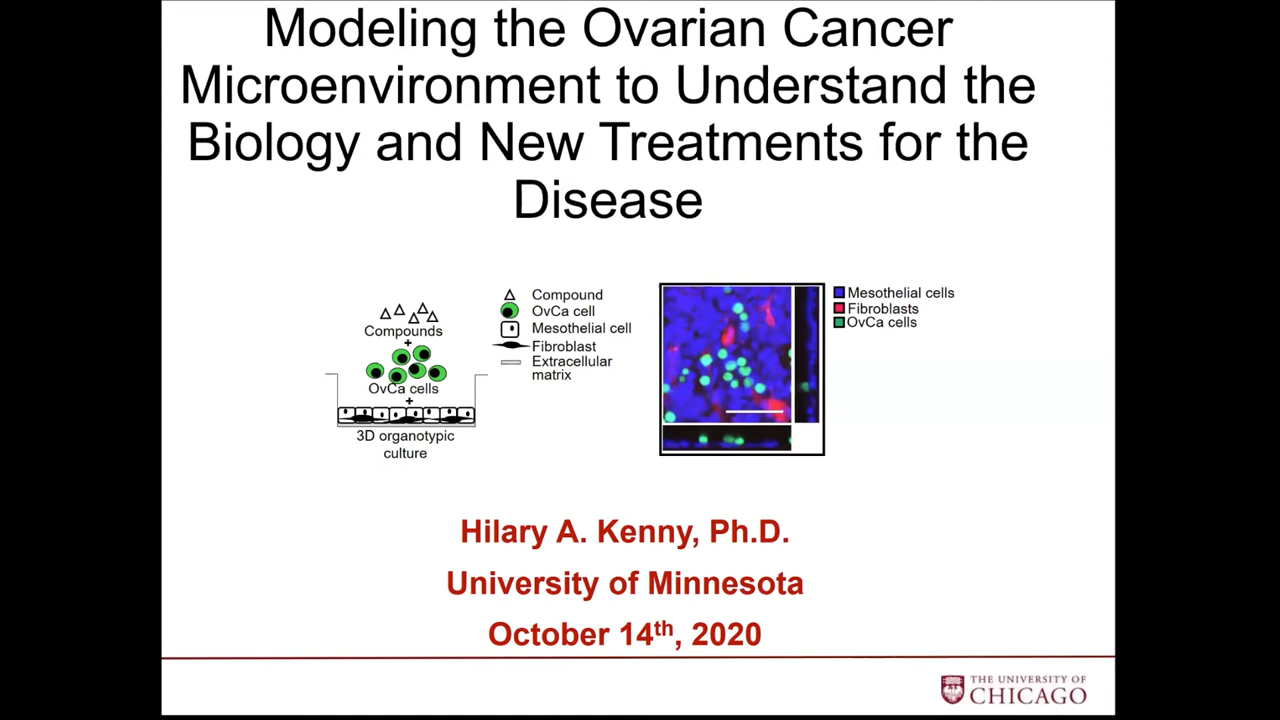 Modeling the Ovarian Cancer
Microenvironment to Understand the
Biology and New Treatments for the
Disease
Compounds
+
OvCa cells
+
3D organotypic
culture
Compound
OvCa cell
Mesothelial cell
Fibroblast
Extracellular
matrix
Mesothelial cells
Fibroblasts
OvCa cells
Hilary A. Kenny, Ph.D.
University of Minnesota
October 14th, 2020
THE UNIVERSITY OF
CHICAGO